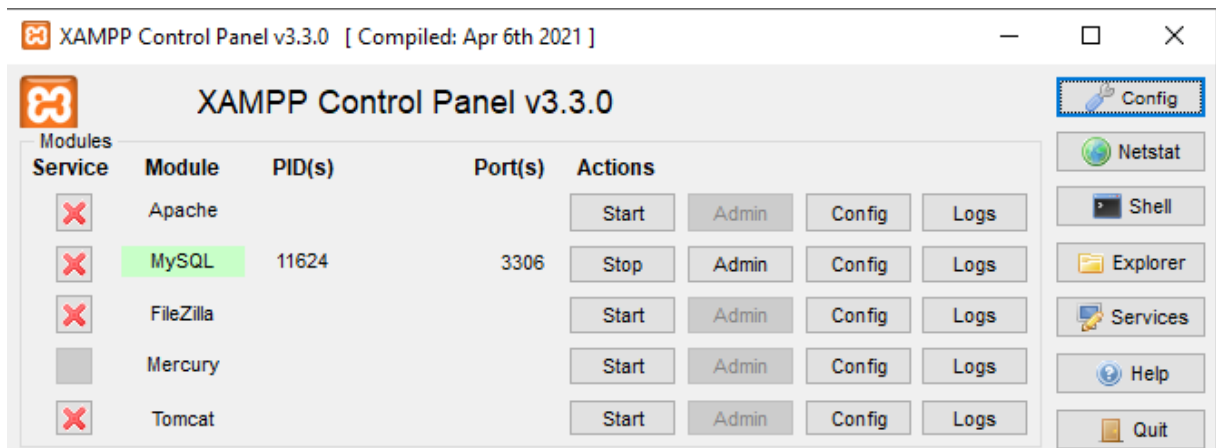 XAMPP Control Panel v3.3.0 [ Compiled: Apr 6th 2021 ]
XAMPP Control Panel v3.3.0
Config
Modules
Netstat
Service Module PID(s) Port(s) Actions
Apache Start Admin Config Logs
Shell
MySQL 11624 3306 Stop Admin Config Logs
Explorer
FileZilla Start Admin Config Logs
Services
Mercury Start Admin Config Logs
Help
Tomcat Start Admin Config Logs
Quit